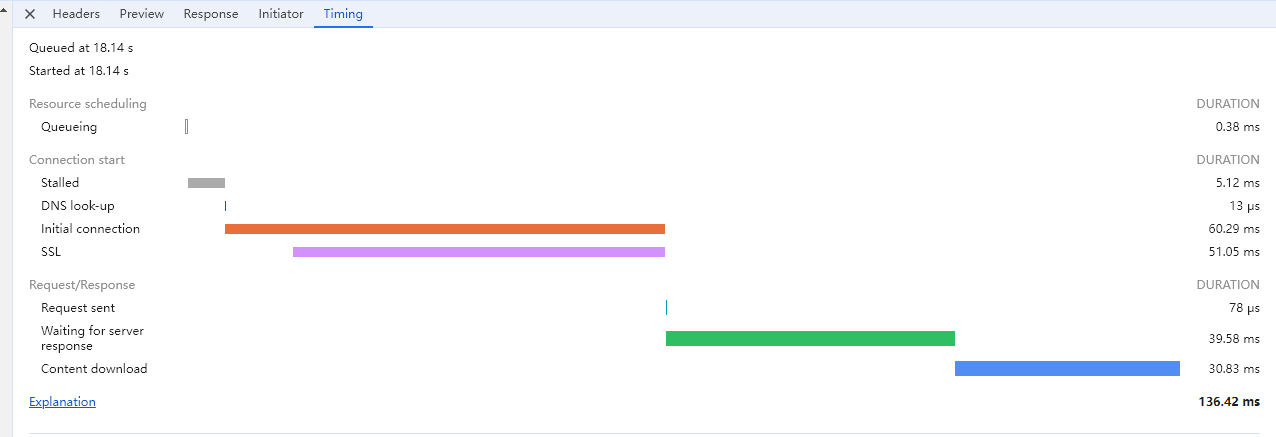 Headers Preview Response Initiator Timing
Queued at 18.14 s
Started at 18.14 s
Resource scheduling DURATION
Queueing 0.38 ms
Connection start DURATION
Stalled 5.12 ms
DNS look-up 13 μs
Initial connection 60.29 ms
SSL 51.05 ms
Request/Response DURATION
Request sent 78 μs
Waiting for server
response 39.58 ms
Content download 30.83 ms
Explanation 136.42 ms